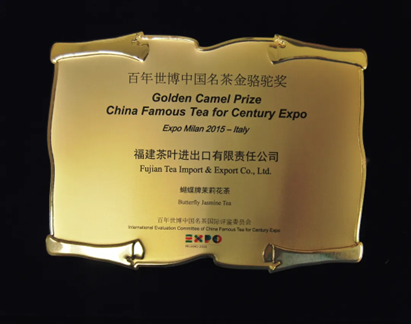 百年世博中国名茶金骆驼奖
Golden Camel Prize
China Famous Tea for Century Expo
Expo Milan 2015 – Italy
福建茶叶进出口有限责任公司
Fujian Tea Import & Export Co., Ltd.
蝴蝶牌茉莉花茶
Butterfly Jasmine Tea
百年世博中国名茶国际评鉴委员会
International Evaluation Committee of China Famous Tea for Century Expo
EXPO
MILANO 2015